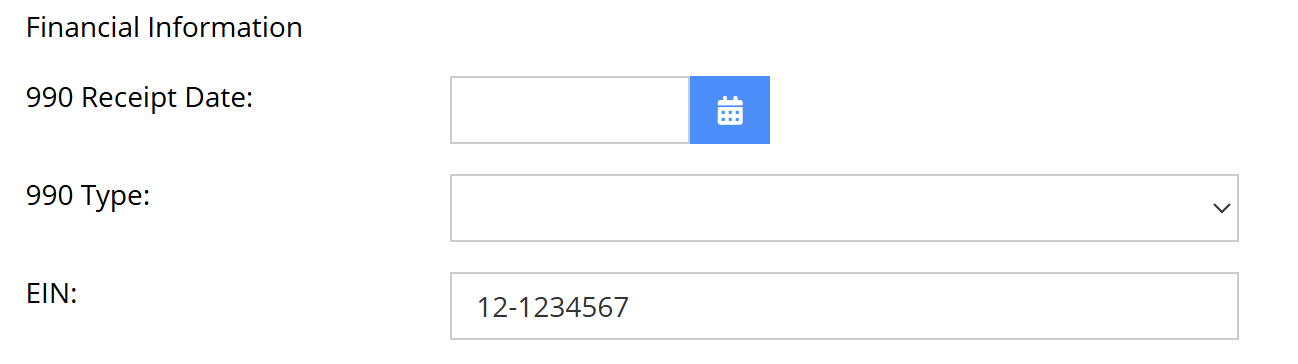 Financial Information
990 Receipt Date:
990 Type:
EIN:
12-1234567